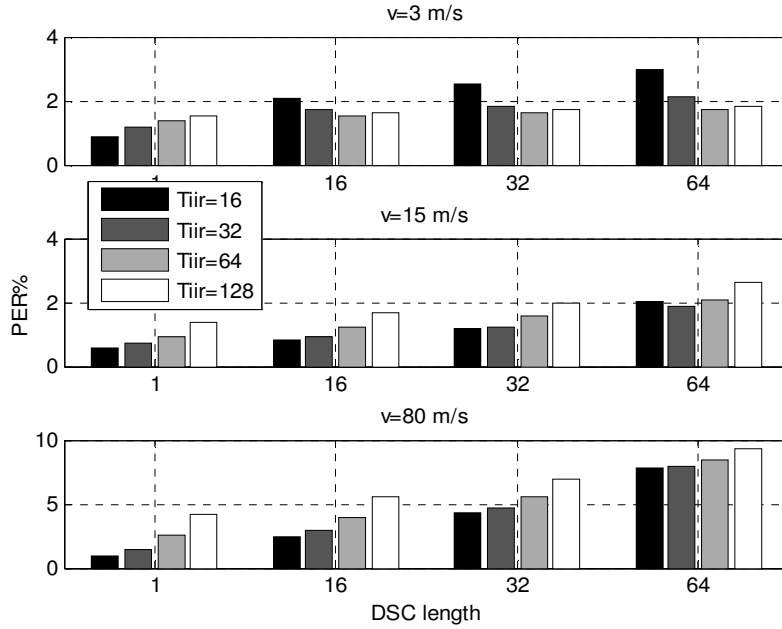 v=3 m/s
4
2
0
1 16 32 64
Tiir=16
Tiir=32
Tiir=64
Tiir=128
v=15 m/s
PER%
4
2
0
1 16 32 64
v=80 m/s
10
5
0
1 16 32 64
DSC length